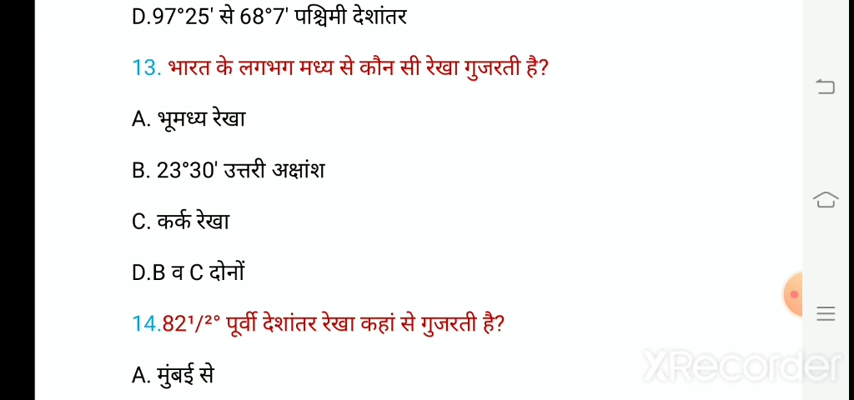 D.97°25' से 68°7' पश्चिमी देशांतर
13. भारत के लगभग मध्य से कौन सी रेखा गुजरती है?
A. भूमध्य रेखा
B. 23°30' उत्तरी अक्षांश
C. कर्क रेखा
D.B व C दोनों
14.82¹/²° पूर्वी देशांतर रेखा कहां से गुजरती है?
A. मुंबई से
XRecorder